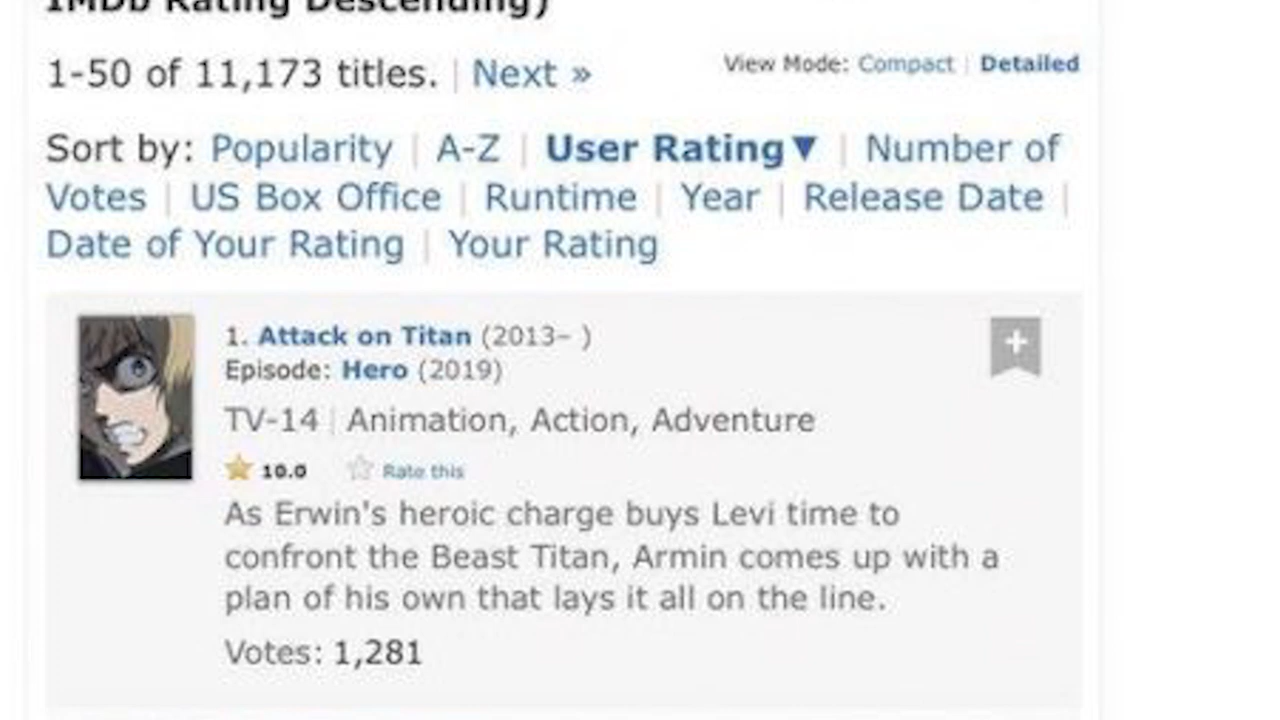 IMDb Rating Descending)
1-50 of 11,173 titles. | Next »
View Mode: Compact | Detailed
Sort by: Popularity | A-Z | User Rating▼ | Number of
Votes | US Box Office | Runtime | Year | Release Date |
Date of Your Rating | Your Rating
1. Attack on Titan (2013– )
Episode: Hero (2019)
TV-14 | Animation, Action, Adventure
10.0 Rate this
As Erwin's heroic charge buys Levi time to
confront the Beast Titan, Armin comes up with a
plan of his own that lays it all on the line.
Votes: 1,281